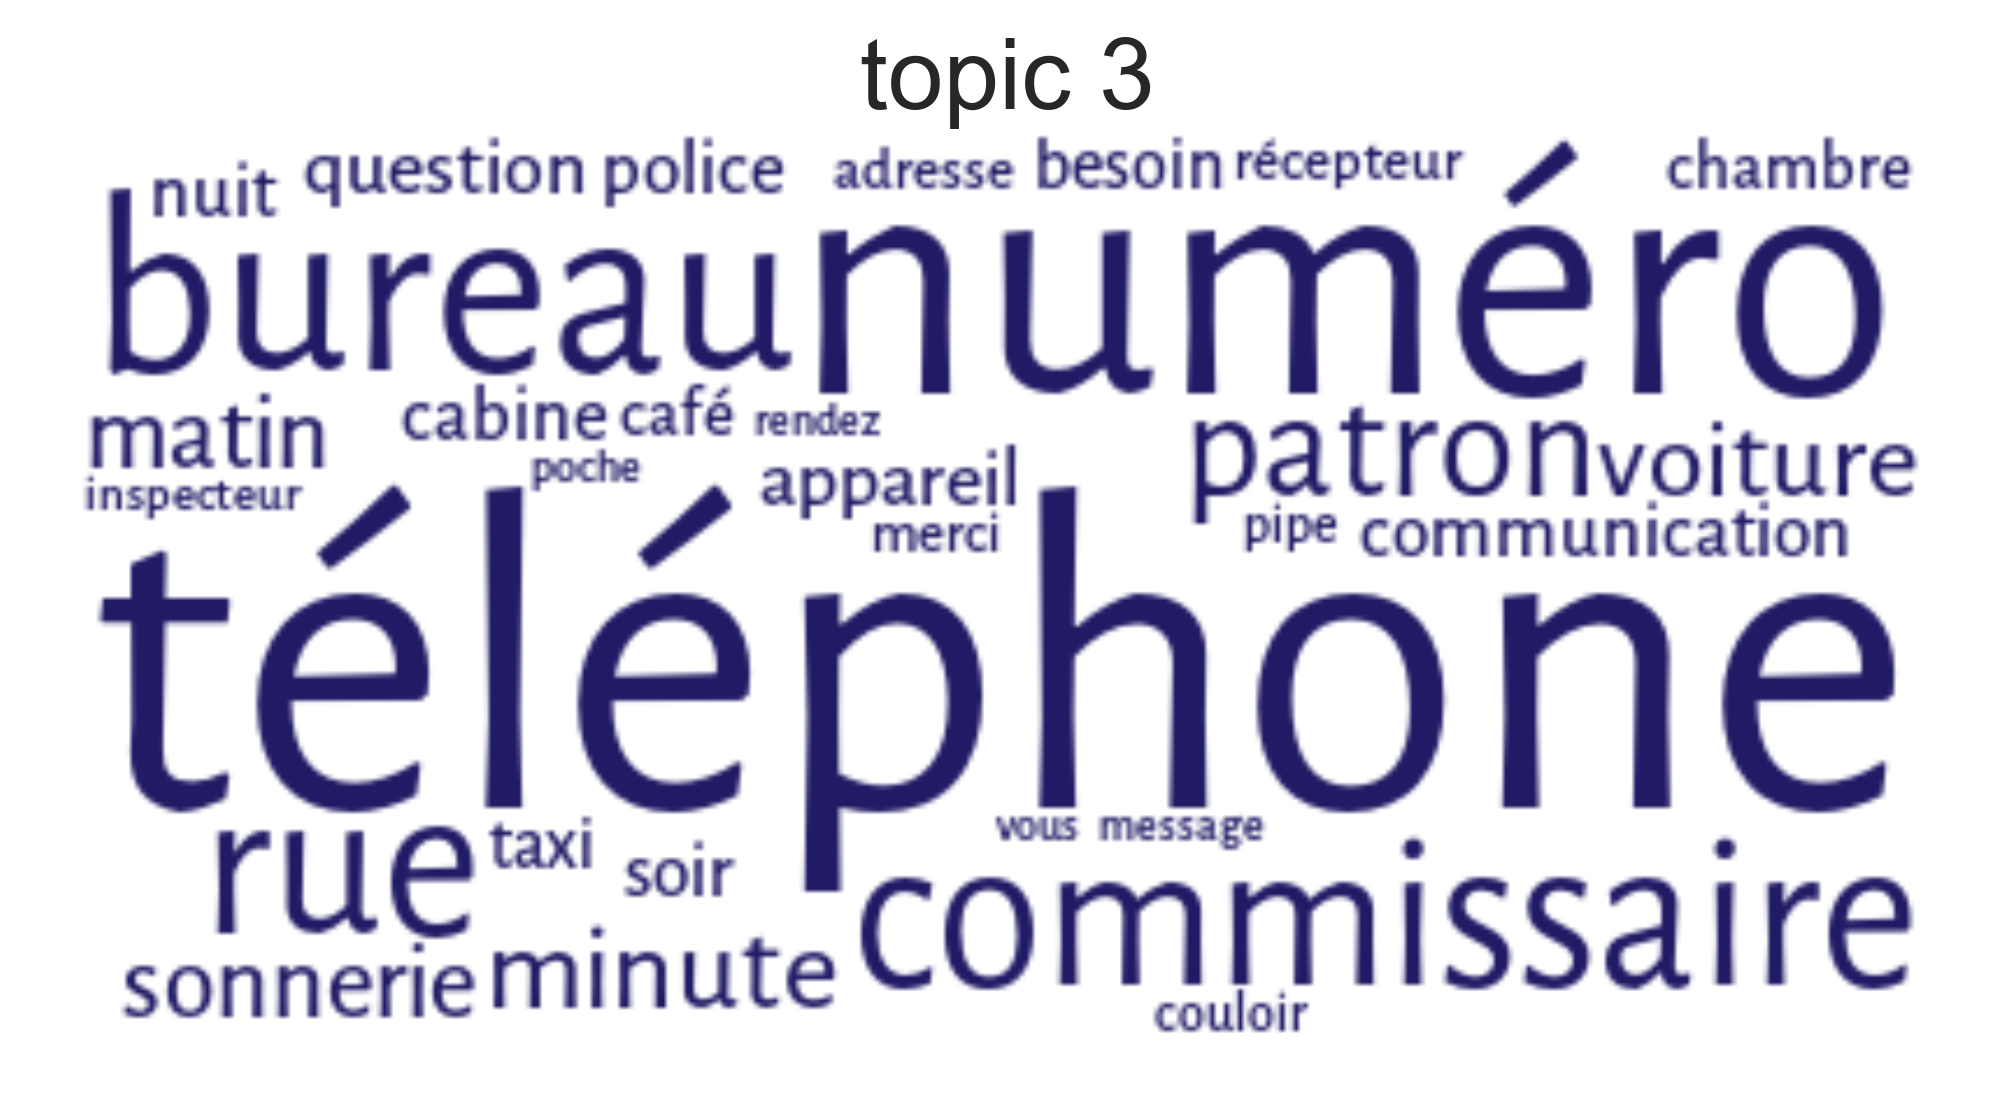 topic 3
nuit question police adresse besoin récepteur chambre
bureau numéro
matin cabine café rendez patron voiture
inspecteur poche appareil merci pipe communication
téléphone
rue taxi soir vous message
sonnerie minute commissaire
couloir